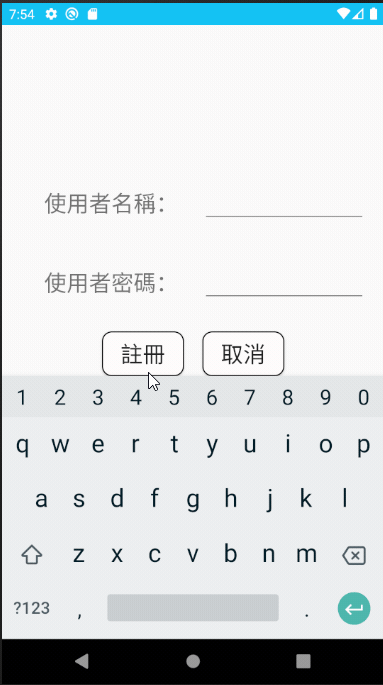 7:54
使用者名稱：
使用者密碼：
註冊 取消
1 2 3 4 5 6 7 8 9 0
q w e r t y u i o p
a s d f g h j k l
z x c v b n m
?123 , .